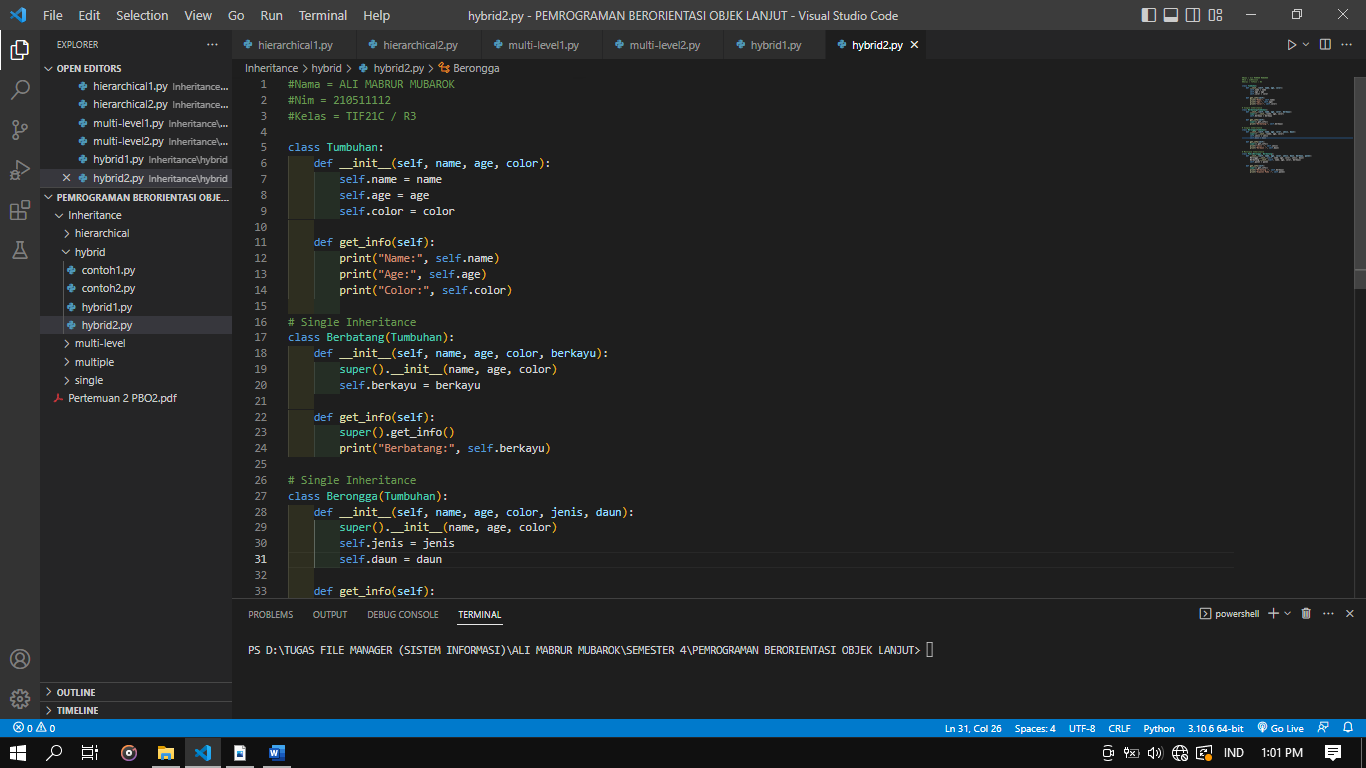 File Edit Selection View Go Run Terminal Help hybrid2.py - PEMROGRAMAN BERORIENTASI OBJEK LANJUT - Visual Studio Code
EXPLORER
OPEN EDITORS
hierarchical1.py Inheritance...
hierarchical2.py Inheritance...
multi-level1.py Inheritance\...
multi-level2.py Inheritance\...
hybrid1.py Inheritance\hybrid
hybrid2.py Inheritance\hybrid
PEMROGRAMAN BERORIENTASI OBJE...
Inheritance
hierarchical
hybrid
contoh1.py
contoh2.py
hybrid1.py
hybrid2.py
multi-level
multiple
single
Pertemuan 2 PBO2.pdf
OUTLINE
TIMELINE
hierarchical1.py hierarchical2.py multi-level1.py multi-level2.py hybrid1.py hybrid2.py
Inheritance > hybrid > hybrid2.py > Berongga
1 #Nama = ALI MABRUR MUBAROK
2 #Nim = 210511112
3 #Kelas = TIF21C / R3
4
5 class Tumbuhan:
6 def __init__(self, name, age, color):
7 self.name = name
8 self.age = age
9 self.color = color
10
11 def get_info(self):
12 print("Name:", self.name)
13 print("Age:", self.age)
14 print("Color:", self.color)
15
16 # Single Inheritance
17 class Berbatang(Tumbuhan):
18 def __init__(self, name, age, color, berkayu):
19 super().__init__(name, age, color)
20 self.berkayu = berkayu
21
22 def get_info(self):
23 super().get_info()
24 print("Berbatang:", self.berkayu)
25
26 # Single Inheritance
27 class Berongga(Tumbuhan):
28 def __init__(self, name, age, color, jenis, daun):
29 super().__init__(name, age, color)
30 self.jenis = jenis
31 self.daun = daun
32
33 def get_info(self):
PROBLEMS OUTPUT DEBUG CONSOLE TERMINAL powershell
PS D:\TUGAS FILE MANAGER (SISTEM INFORMASI)\ALI MABRUR MUBAROK\SEMESTER 4\PEMROGRAMAN BERORIENTASI OBJEK LANJUT>
0 0 Ln 31, Col 26 Spaces: 4 UTF-8 CRLF Python 3.10.6 64-bit Go Live
IND 1:01 PM